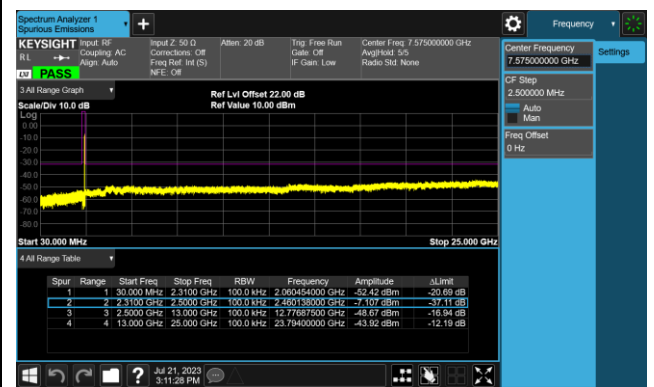 Spectrum Analyzer 1
Spurious Emissions
Frequency
KEYSIGHT Input: RF Input Z: 50 Ω Atten: 20 dB Trig: Free Run Center Freq: 7.575000000 GHz
RL Coupling: AC Corrections: Off Gate: Off Avg|Hold: 5/5
Align: Auto Freq Ref: Int (S) IF Gain: Low Radio Std: None
LXI PASS NFE: Off
Center Frequency
7.575000000 GHz
Settings
CF Step
2.500000 MHz
Auto
Man
Freq Offset
0 Hz
3 All Range Graph
Ref Lvl Offset 22.00 dB
Scale/Div 10.0 dB Ref Value 10.00 dBm
Log
0.00
-10.0
-20.0
-30.0
-40.0
-50.0
-60.0
-70.0
-80.0
Start 30.000 MHz Stop 25.000 GHz
4 All Range Table
Spur Range Start Freq Stop Freq RBW Frequency Amplitude ΔLimit
1 1 30.000 MHz 2.3100 GHz 100.0 kHz 2.060454000 GHz -52.42 dBm -20.69 dB
2 2 2.3100 GHz 2.5000 GHz 100.0 kHz 2.460138000 GHz -7.107 dBm -37.11 dB
3 3 2.5000 GHz 13.000 GHz 100.0 kHz 12.77687500 GHz -48.67 dBm -16.94 dB
4 4 13.000 GHz 25.000 GHz 100.0 kHz 23.79400000 GHz -43.92 dBm -12.19 dB
Jul 21, 2023
3:11:28 PM